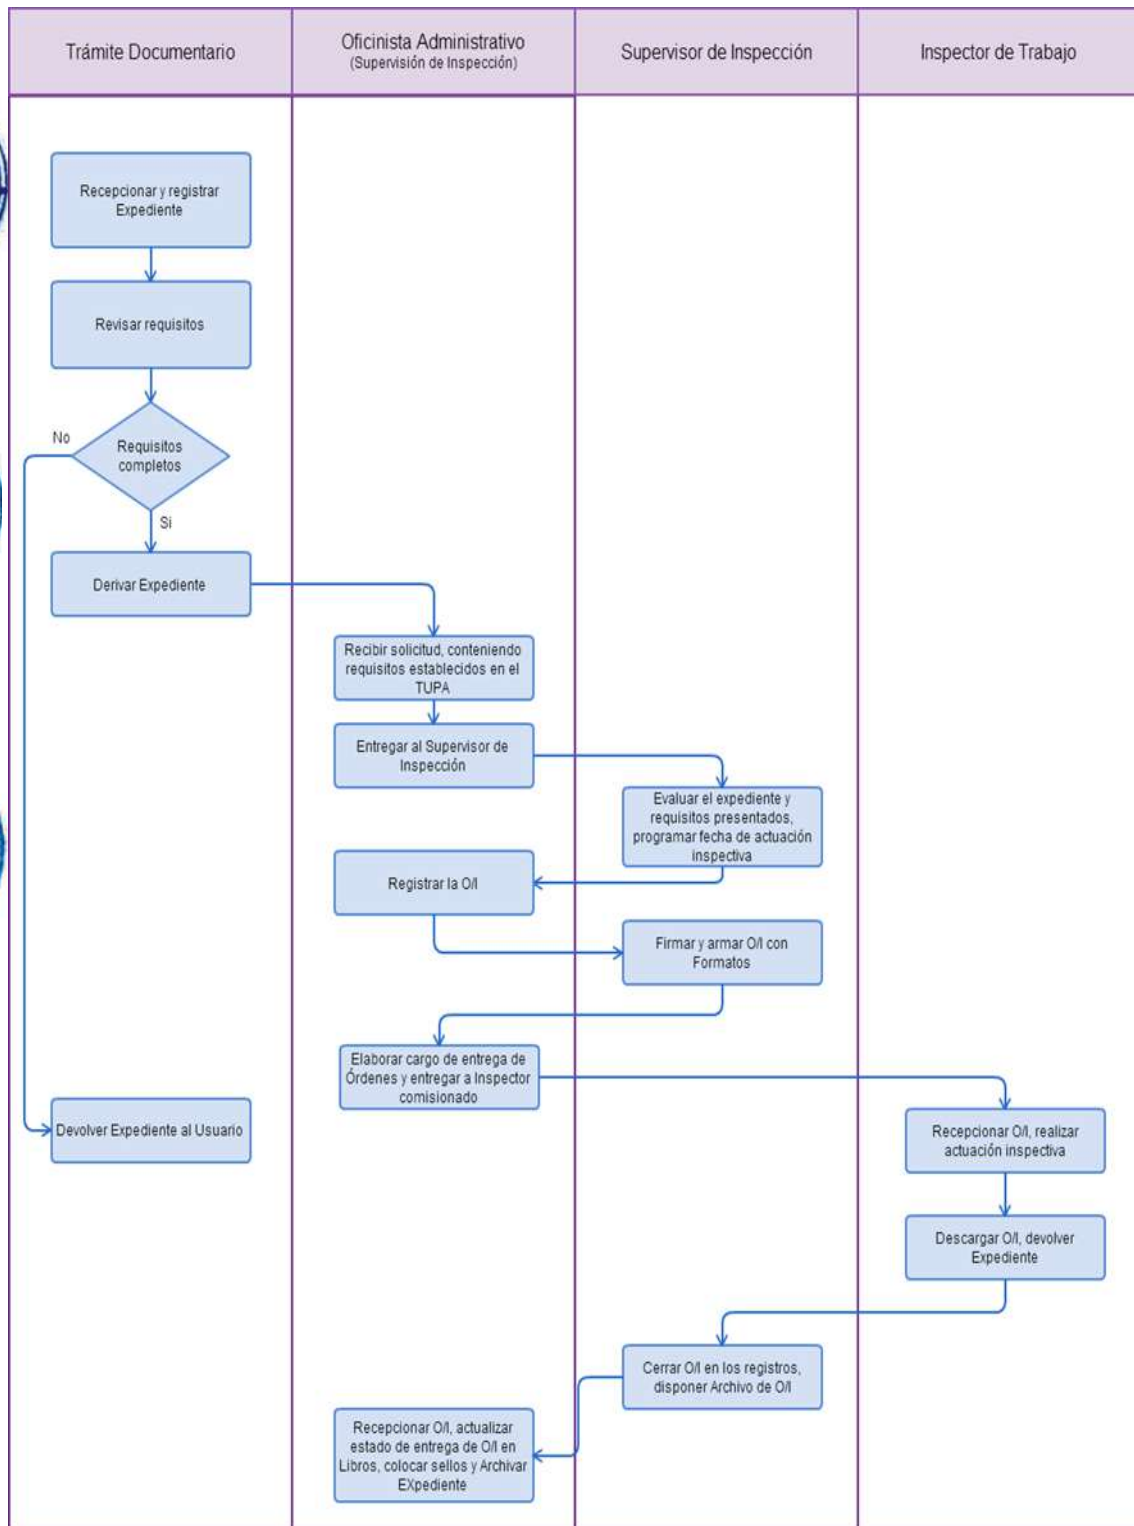 Trámite Documentario
Oficinista Administrativo
(Supervisión de Inspección)
Supervisor de Inspección
Inspector de Trabajo
Recepcionar y registrar
Expediente
Revisar requisitos
Requisitos
completos
No
Si
Derivar Expediente
Recibir solicitud, conteniendo
requisitos establecidos en el
TUPA
Entregar al Supervisor de
Inspección
Evaluar el expediente y
requisitos presentados,
programar fecha de actuación
inspectiva
Registrar la O/I
Firmar y armar O/I con
Formatos
Elaborar cargo de entrega de
Órdenes y entregar a Inspector
comisionado
Devolver Expediente al Usuario
Recepcionar O/I, realizar
actuación inspectiva
Descargar O/I, devolver
Expediente
Cerrar O/I en los registros,
disponer Archivo de O/I
Recepcionar O/I, actualizar
estado de entrega de O/I en
Libros, colocar sellos y Archivar
EXpediente